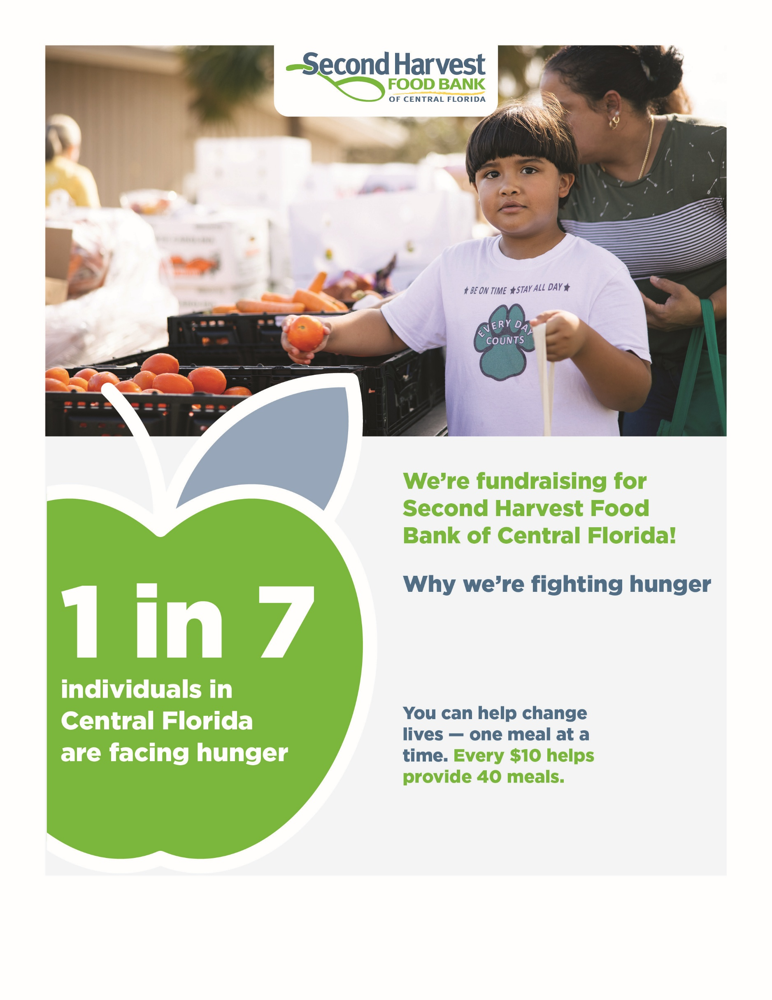 Second Harvest
FOOD BANK
OF CENTRAL FLORIDA
★ BE ON TIME ★ STAY ALL DAY ★
EVERY DAY
COUNTS
We're fundraising for
Second Harvest Food
Bank of Central Florida!
Why we're fighting hunger
1 in 7
individuals in
Central Florida
are facing hunger
You can help change
lives — one meal at a
time. Every $10 helps
provide 40 meals.